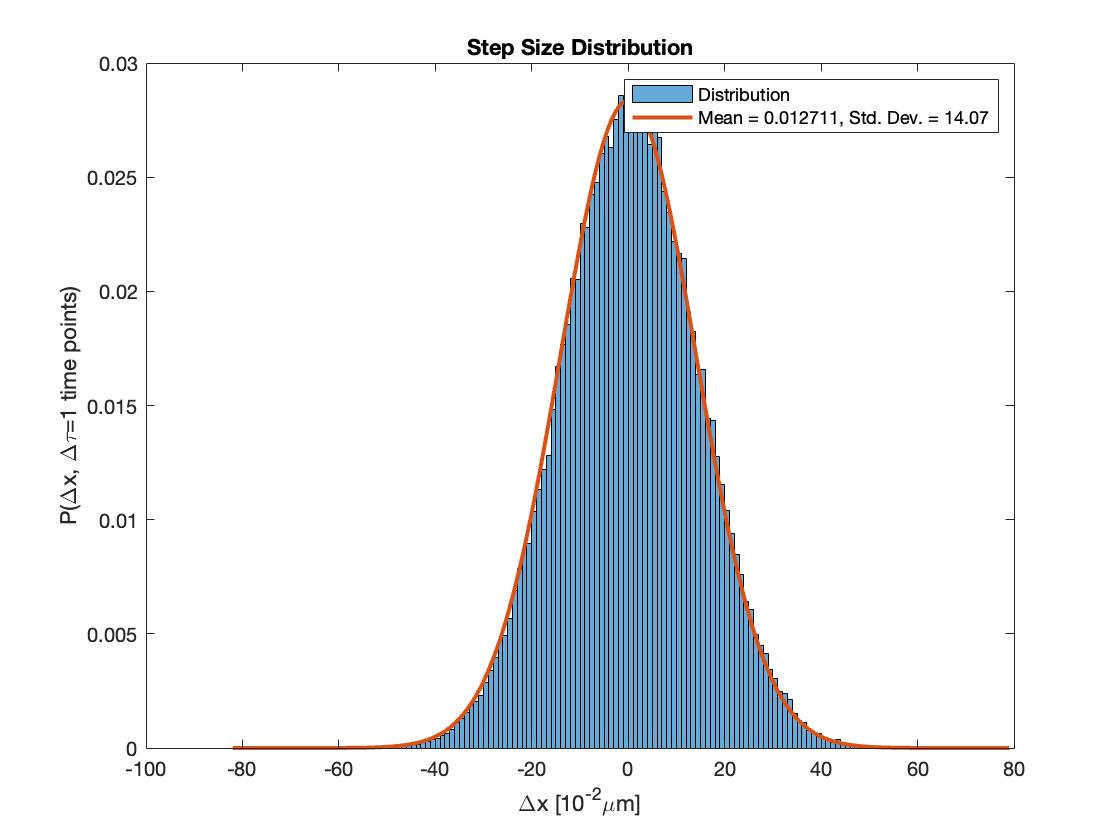 Step Size Distribution
Distribution
Mean = 0.012711, Std. Dev. = 14.07
0.03
0.025
0.02
0.015
0.01
0.005
0
P(Δx, Δτ=1 time points)
-100 -80 -60 -40 -20 0 20 40 60 80
Δx [10⁻²μm]